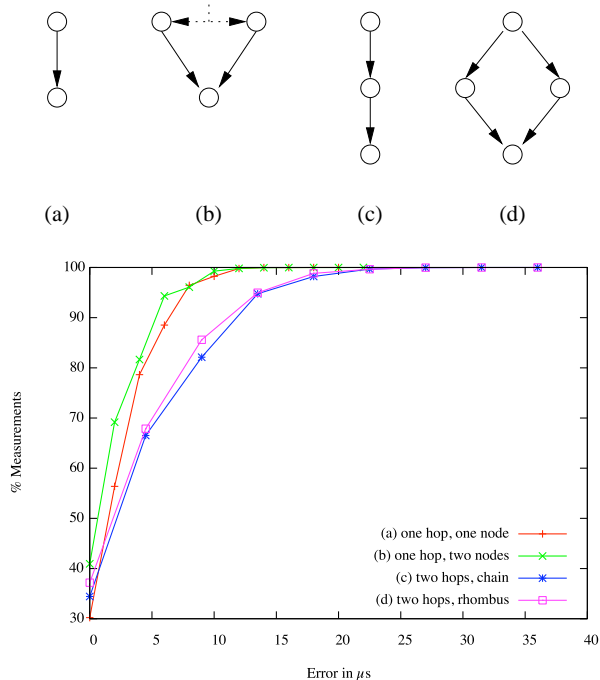 (a) (b) (c) (d)
100
90
80
70
60
50
40
30
% Measurements
(a) one hop, one node
(b) one hop, two nodes
(c) two hops, chain
(d) two hops, rhombus
0 5 10 15 20 25 30 35 40
Error in μs